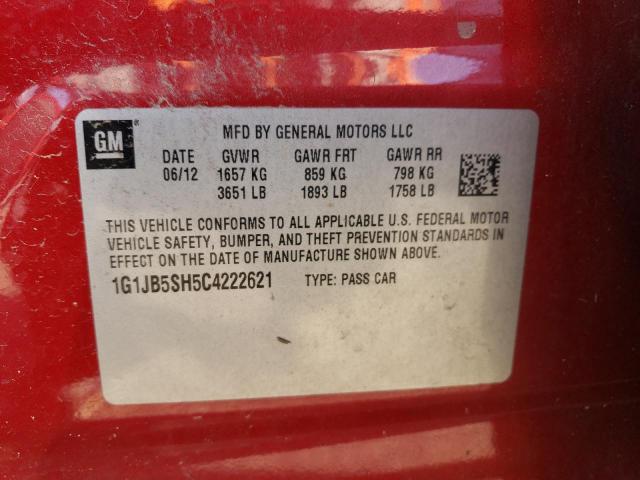 GM ®
MFD BY GENERAL MOTORS LLC
DATE GVWR GAWR FRT GAWR RR
06/12 1657 KG 859 KG 798 KG
3651 LB 1893 LB 1758 LB
THIS VEHICLE CONFORMS TO ALL APPLICABLE U.S. FEDERAL MOTOR
VEHICLE SAFETY, BUMPER, AND THEFT PREVENTION STANDARDS IN
EFFECT ON THE DATE OF MANUFACTURE SHOWN ABOVE.
1G1JB5SH5C4222621 TYPE: PASS CAR